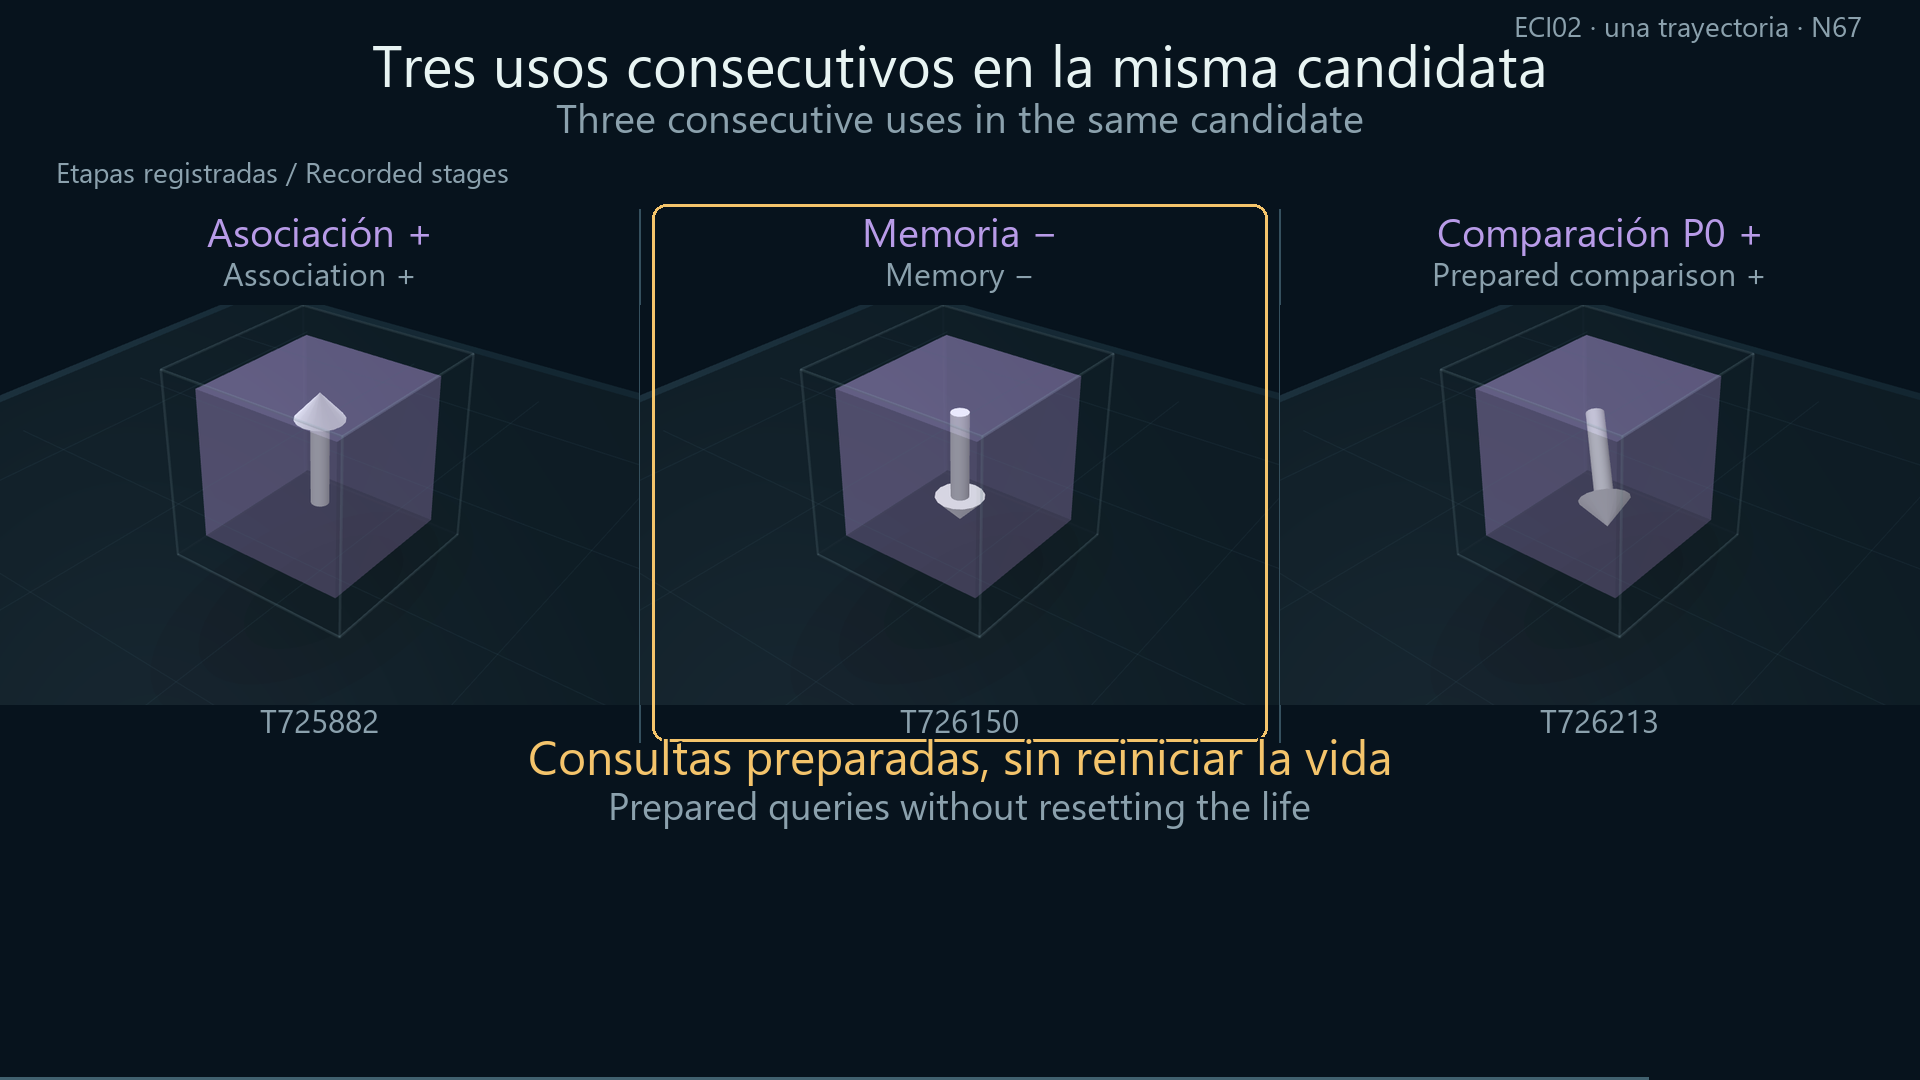 ECI02 · una trayectoria · N67
Tres usos consecutivos en la misma candidata
Three consecutive uses in the same candidate
Etapas registradas / Recorded stages
Asociación +
Association +
Memoria −
Memory −
Comparación P0 +
Prepared comparison +
T725882
T726150
T726213
Consultas preparadas, sin reiniciar la vida
Prepared queries without resetting the life